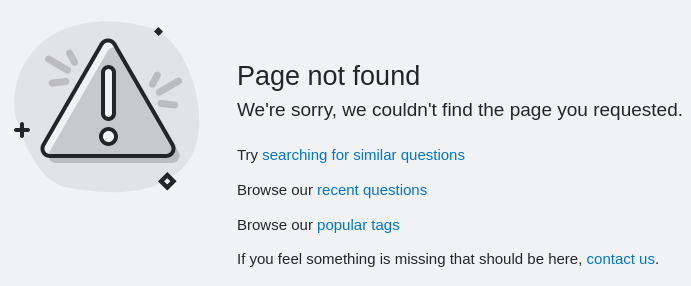 Page not found
We're sorry, we couldn't find the page you requested.
Try searching for similar questions
Browse our recent questions
Browse our popular tags
If you feel something is missing that should be here, contact us.